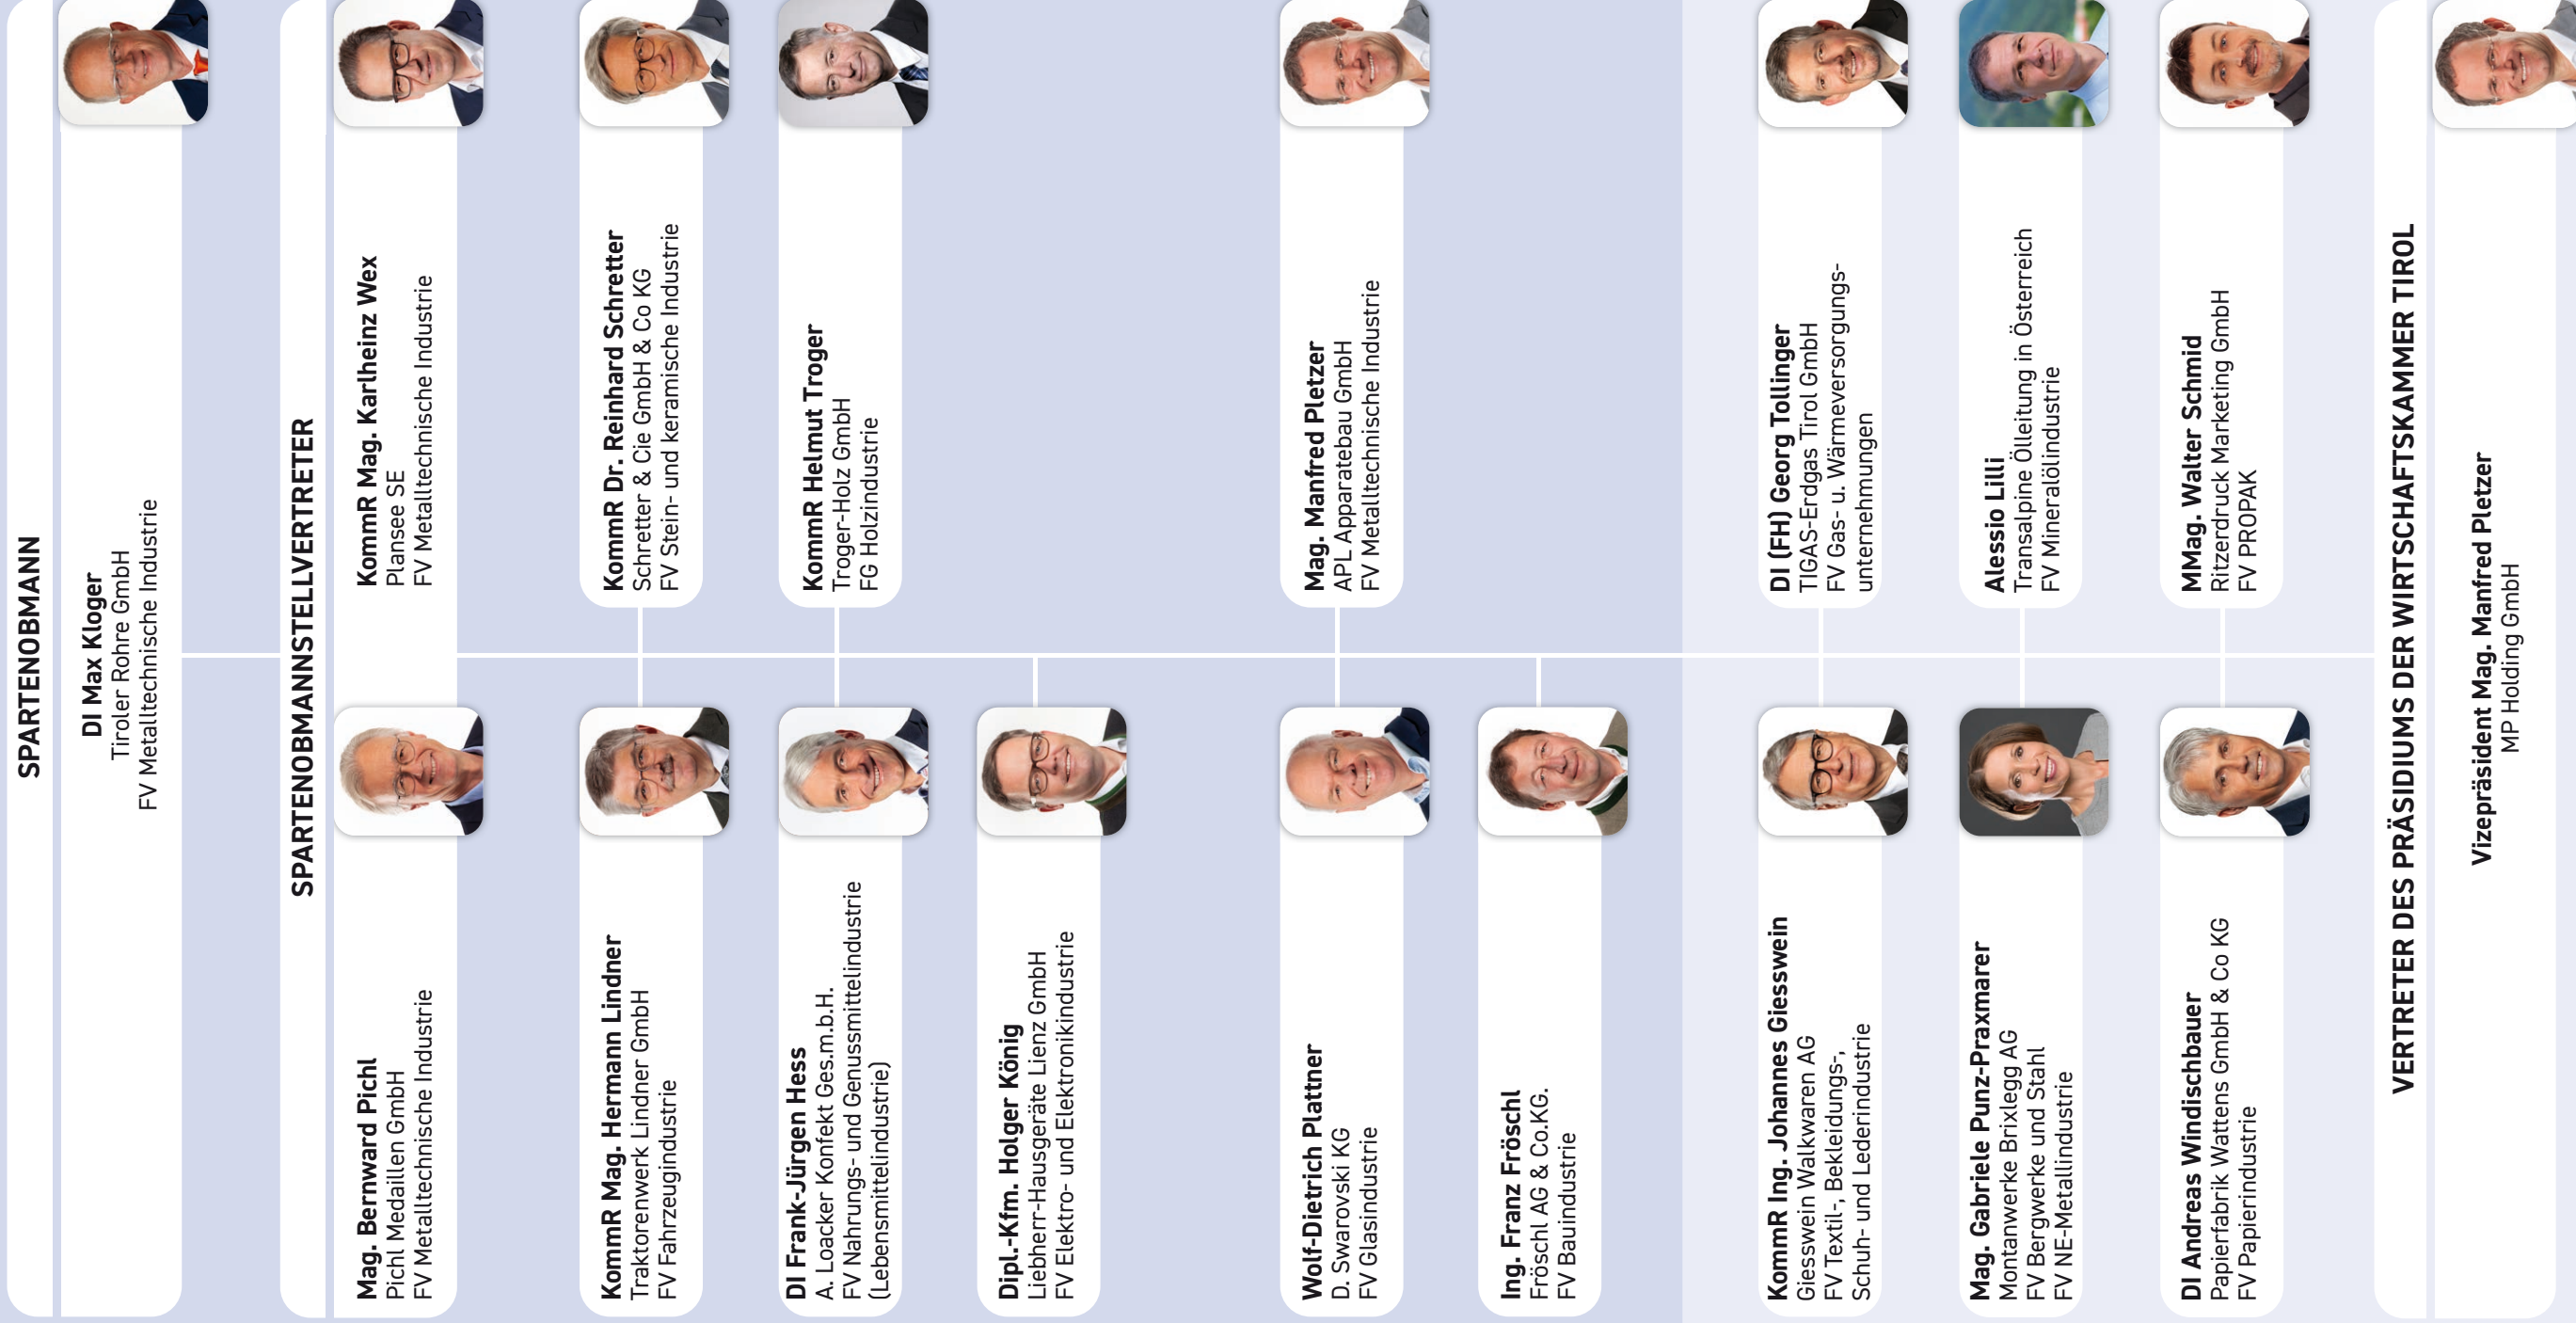 SPARTENOBMANN
DI Max Kloger
Tiroler Rohre GmbH
FV Metalltechnische Industrie
SPARTENOBMANNSTELLVERTRETER
Mag. Bernward Pichl
Pichl Medaillen GmbH
FV Metalltechnische Industrie
KommR Mag. Karlheinz Wex
Plansee SE
FV Metalltechnische Industrie
KommR Mag. Hermann Lindner
Traktorenwerk Lindner GmbH
FV Fahrzeugindustrie
KommR Dr. Reinhard Schretter
Schretter & Cie GmbH & Co KG
FV Stein- und keramische Industrie
DI Frank-Jürgen Hess
A. Loacker Konfekt Ges.m.b.H.
FV Nahrungs- und Genussmittelindustrie
(Lebensmittelindustrie)
KommR Helmut Troger
Troger-Holz GmbH
FG Holzindustrie
Dipl.-Kfm. Holger König
Liebherr-Hausgeräte Lienz GmbH
FV Elektro- und Elektronikindustrie
Wolf-Dietrich Plattner
D. Swarovski KG
FV Glasindustrie
Mag. Manfred Pletzer
APL Apparatebau GmbH
FV Metalltechnische Industrie
Ing. Franz Fröschl
Fröschl AG & Co.KG.
FV Bauindustrie
KommR Ing. Johannes Giesswein
Giesswein Walkwaren AG
FV Textil-, Bekleidungs-,
Schuh- und Lederindustrie
DI (FH) Georg Tollinger
TIGAS-Erdgas Tirol GmbH
FV Gas- u. Wärmeversorgungs-
unternehmungen
Mag. Gabriele Punz-Praxmarer
Montanwerke Brixlegg AG
FV Bergwerke und Stahl
FV NE-Metallindustrie
Alessio Lilli
Transalpine Ölleitung in Österreich
FV Mineralölindustrie
DI Andreas Windischbauer
Papierfabrik Wattens GmbH & Co KG
FV Papierindustrie
MMag. Walter Schmid
Ritzerdruck Marketing GmbH
FV PROPAK
VERTRETER DES PRÄSIDIUMS DER WIRTSCHAFTSKAMMER TIROL
Vizepräsident Mag. Manfred Pletzer
MP Holding GmbH